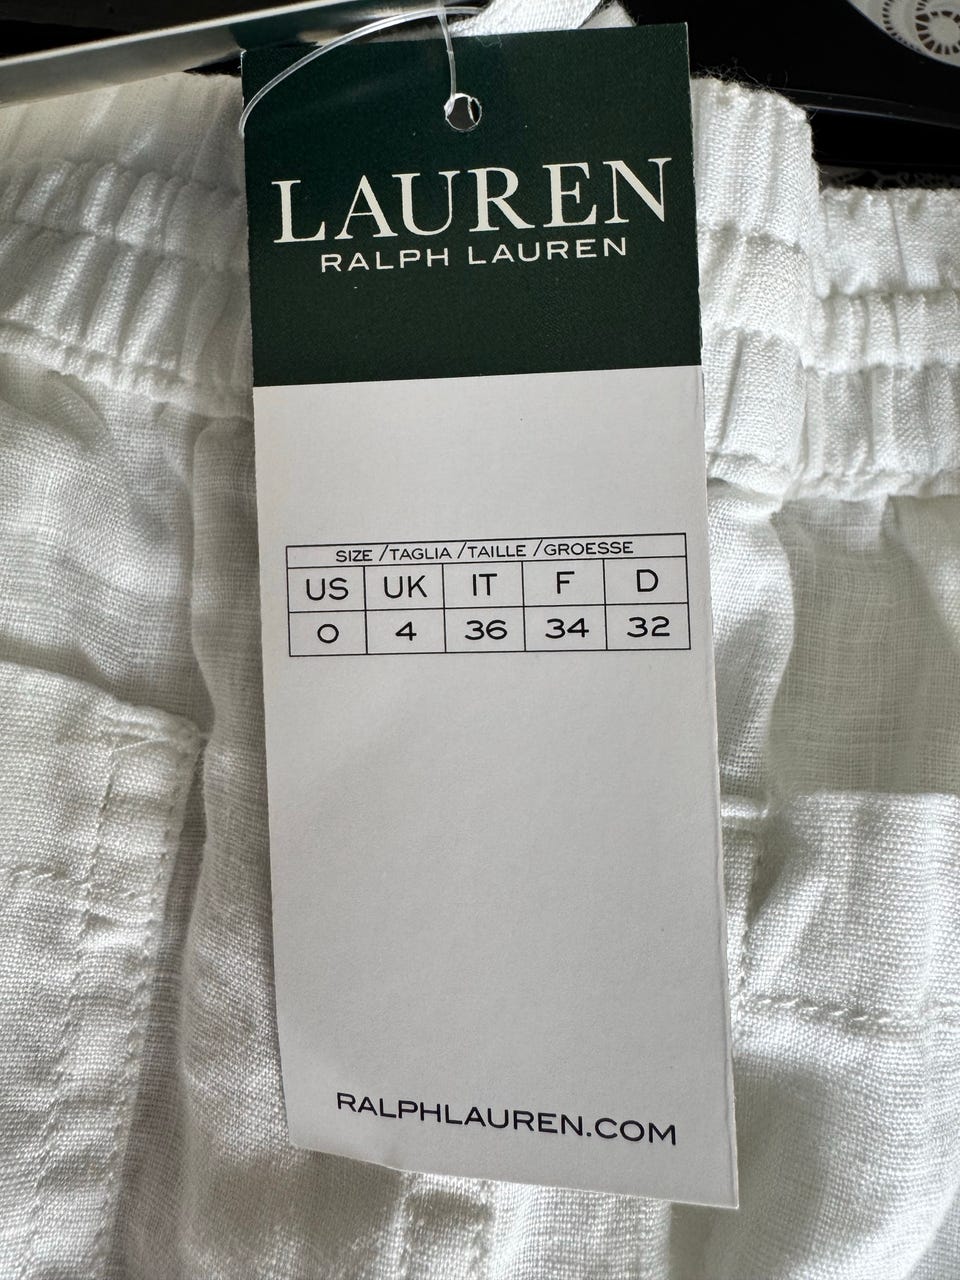 LAUREN
RALPH LAUREN
SIZE /TAGLIA /TAILLE /GROESSE
US UK IT F D
0 4 36 34 32
RALPHLAUREN.COM